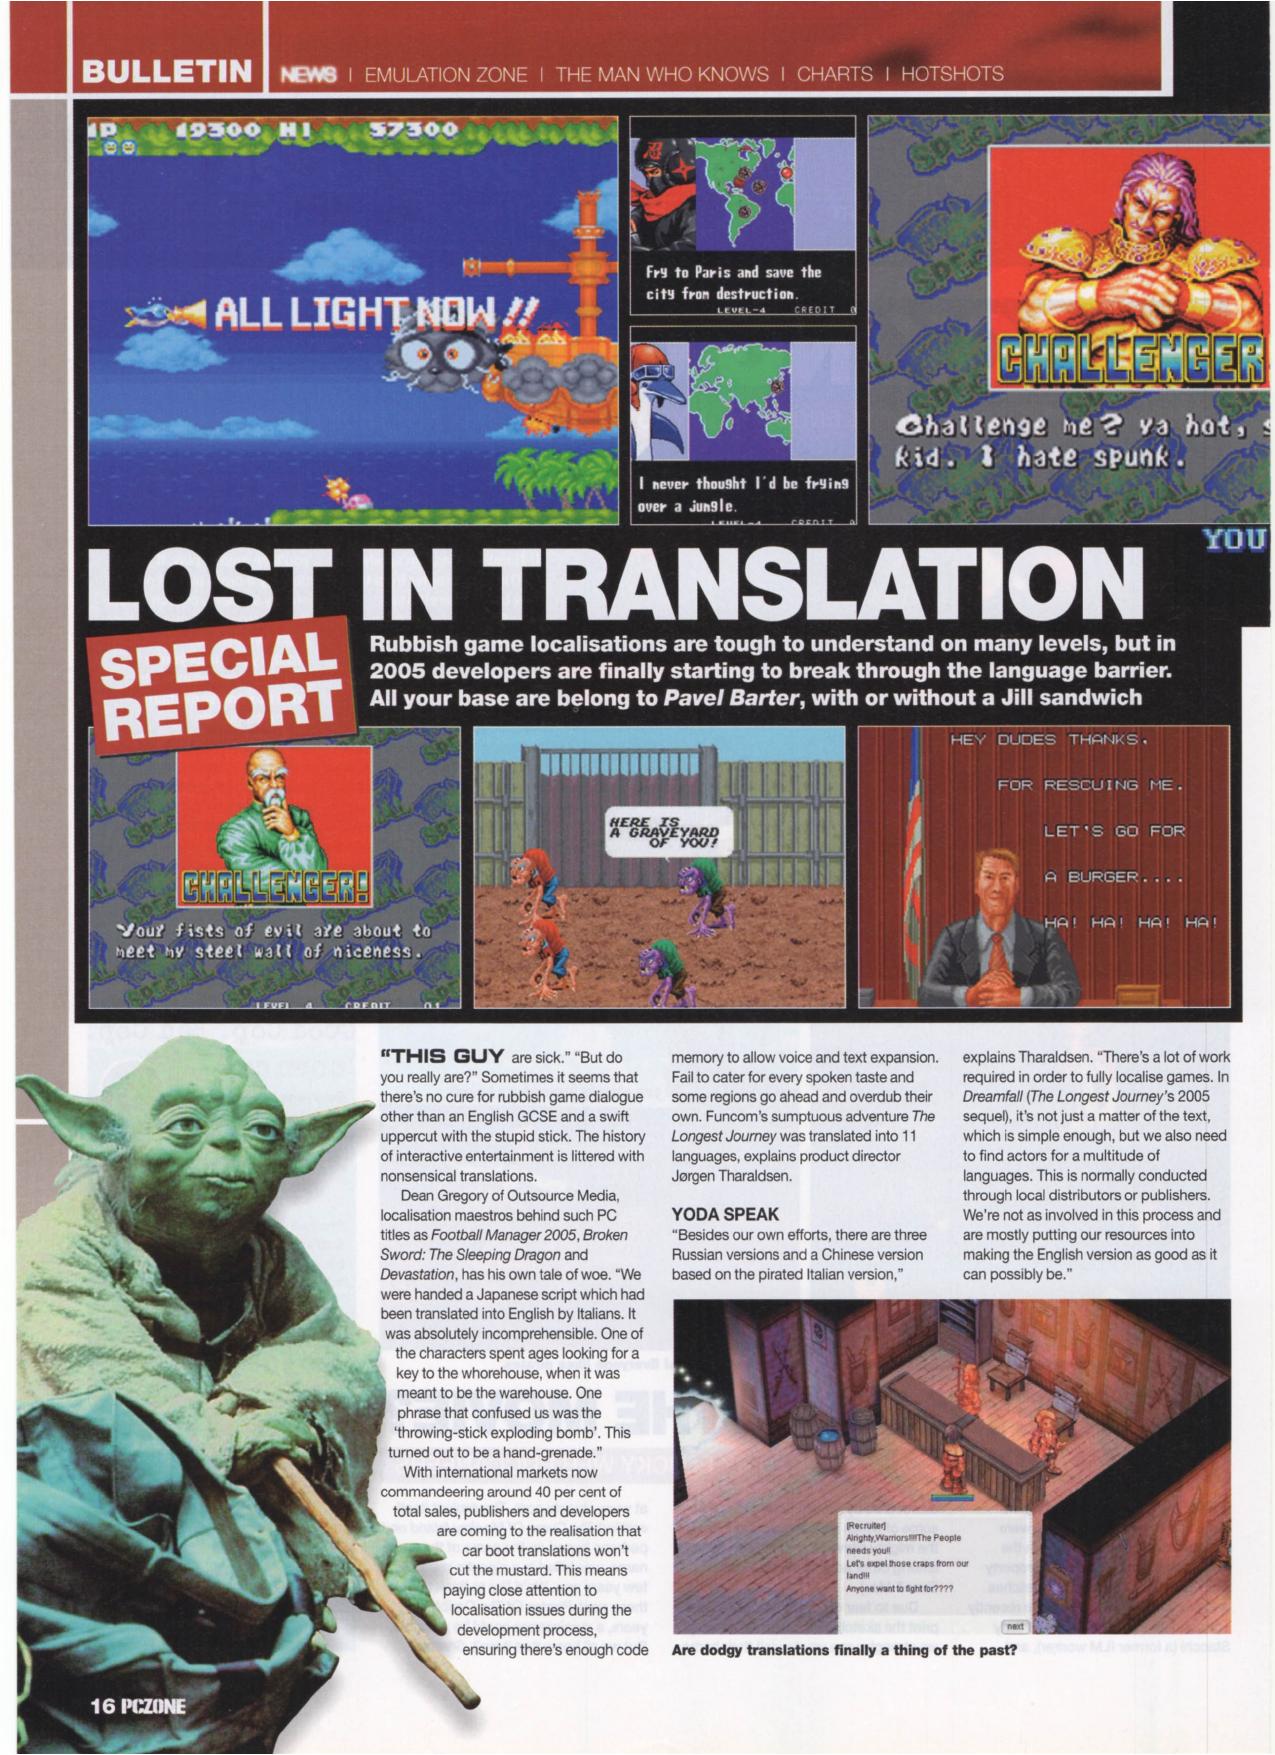 BULLETIN
NEWS | EMULATION ZONE | THE MAN WHO KNOWS | CHARTS | HOTSHOTS
1P 19300 HI 57300
ALL LIGHT NOW!!
Fry to Paris and save the
city from destruction.
LEVEL-4 CREDIT 0
I never thought I'd be frying
over a jungle.
LEVEL-4 CREDIT 0
CHALLENGER
Challenge me? ya hot, s
kid. I hate spunk.
YOU
LOST IN TRANSLATION
SPECIAL
REPORT
Rubbish game localisations are tough to understand on many levels, but in
2005 developers are finally starting to break through the language barrier.
All your base are belong to Pavel Barter, with or without a Jill sandwich
CHALLENGER!
Your fists of evil are about to
meet my steel wall of niceness.
LEVEL 4 CREDIT 01
HERE IS
A GRAVEYARD
OF YOU!
HEY DUDES THANKS.
FOR RESCUING ME.
LET'S GO FOR
A BURGER....
HA! HA! HA! HA!
"THIS GUY are sick." "But do
you really are?" Sometimes it seems that
there's no cure for rubbish game dialogue
other than an English GCSE and a swift
uppercut with the stupid stick. The history
of interactive entertainment is littered with
nonsensical translations.
Dean Gregory of Outsource Media,
localisation maestros behind such PC
titles as Football Manager 2005, Broken
Sword: The Sleeping Dragon and
Devastation, has his own tale of woe. "We
were handed a Japanese script which had
been translated into English by Italians. It
was absolutely incomprehensible. One of
the characters spent ages looking for a
key to the whorehouse, when it was
meant to be the warehouse. One
phrase that confused us was the
'throwing-stick exploding bomb'. This
turned out to be a hand-grenade."
With international markets now
commandeering around 40 per cent of
total sales, publishers and developers
are coming to the realisation that
car boot translations won't
cut the mustard. This means
paying close attention to
localisation issues during the
development process,
ensuring there's enough code
memory to allow voice and text expansion.
Fail to cater for every spoken taste and
some regions go ahead and overdub their
own. Funcom's sumptuous adventure The
Longest Journey was translated into 11
languages, explains product director
Jørgen Tharaldsen.
YODA SPEAK
"Besides our own efforts, there are three
Russian versions and a Chinese version
based on the pirated Italian version,"
explains Tharaldsen. "There's a lot of work
required in order to fully localise games. In
Dreamfall (The Longest Journey's 2005
sequel), it's not just a matter of the text,
which is simple enough, but we also need
to find actors for a multitude of
languages. This is normally conducted
through local distributors or publishers.
We're not as involved in this process and
are mostly putting our resources into
making the English version as good as it
can possibly be."
[Recruiter]
Alrighty,Warriors!!!!The People
needs you!!
Let's expel those craps from our
land!!!
Anyone want to fight for????
next
Are dodgy translations finally a thing of the past?
16 PCZONE